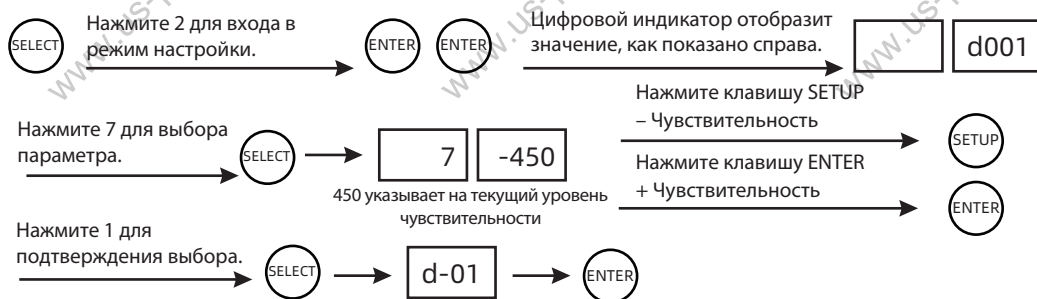 SELECT
Нажмите 2 для входа в
режим настройки.
ENTER
ENTER
Цифровой индикатор отобразит
значение, как показано справа.
d001
Нажмите 7 для выбора
параметра.
SELECT
7
-450
450 указывает на текущий уровень
чувствительности
Нажмите клавишу SETUP
– Чувствительность
SETUP
Нажмите клавишу ENTER
+ Чувствительность
ENTER
Нажмите 1 для
подтверждения выбора.
SELECT
d-01
ENTER